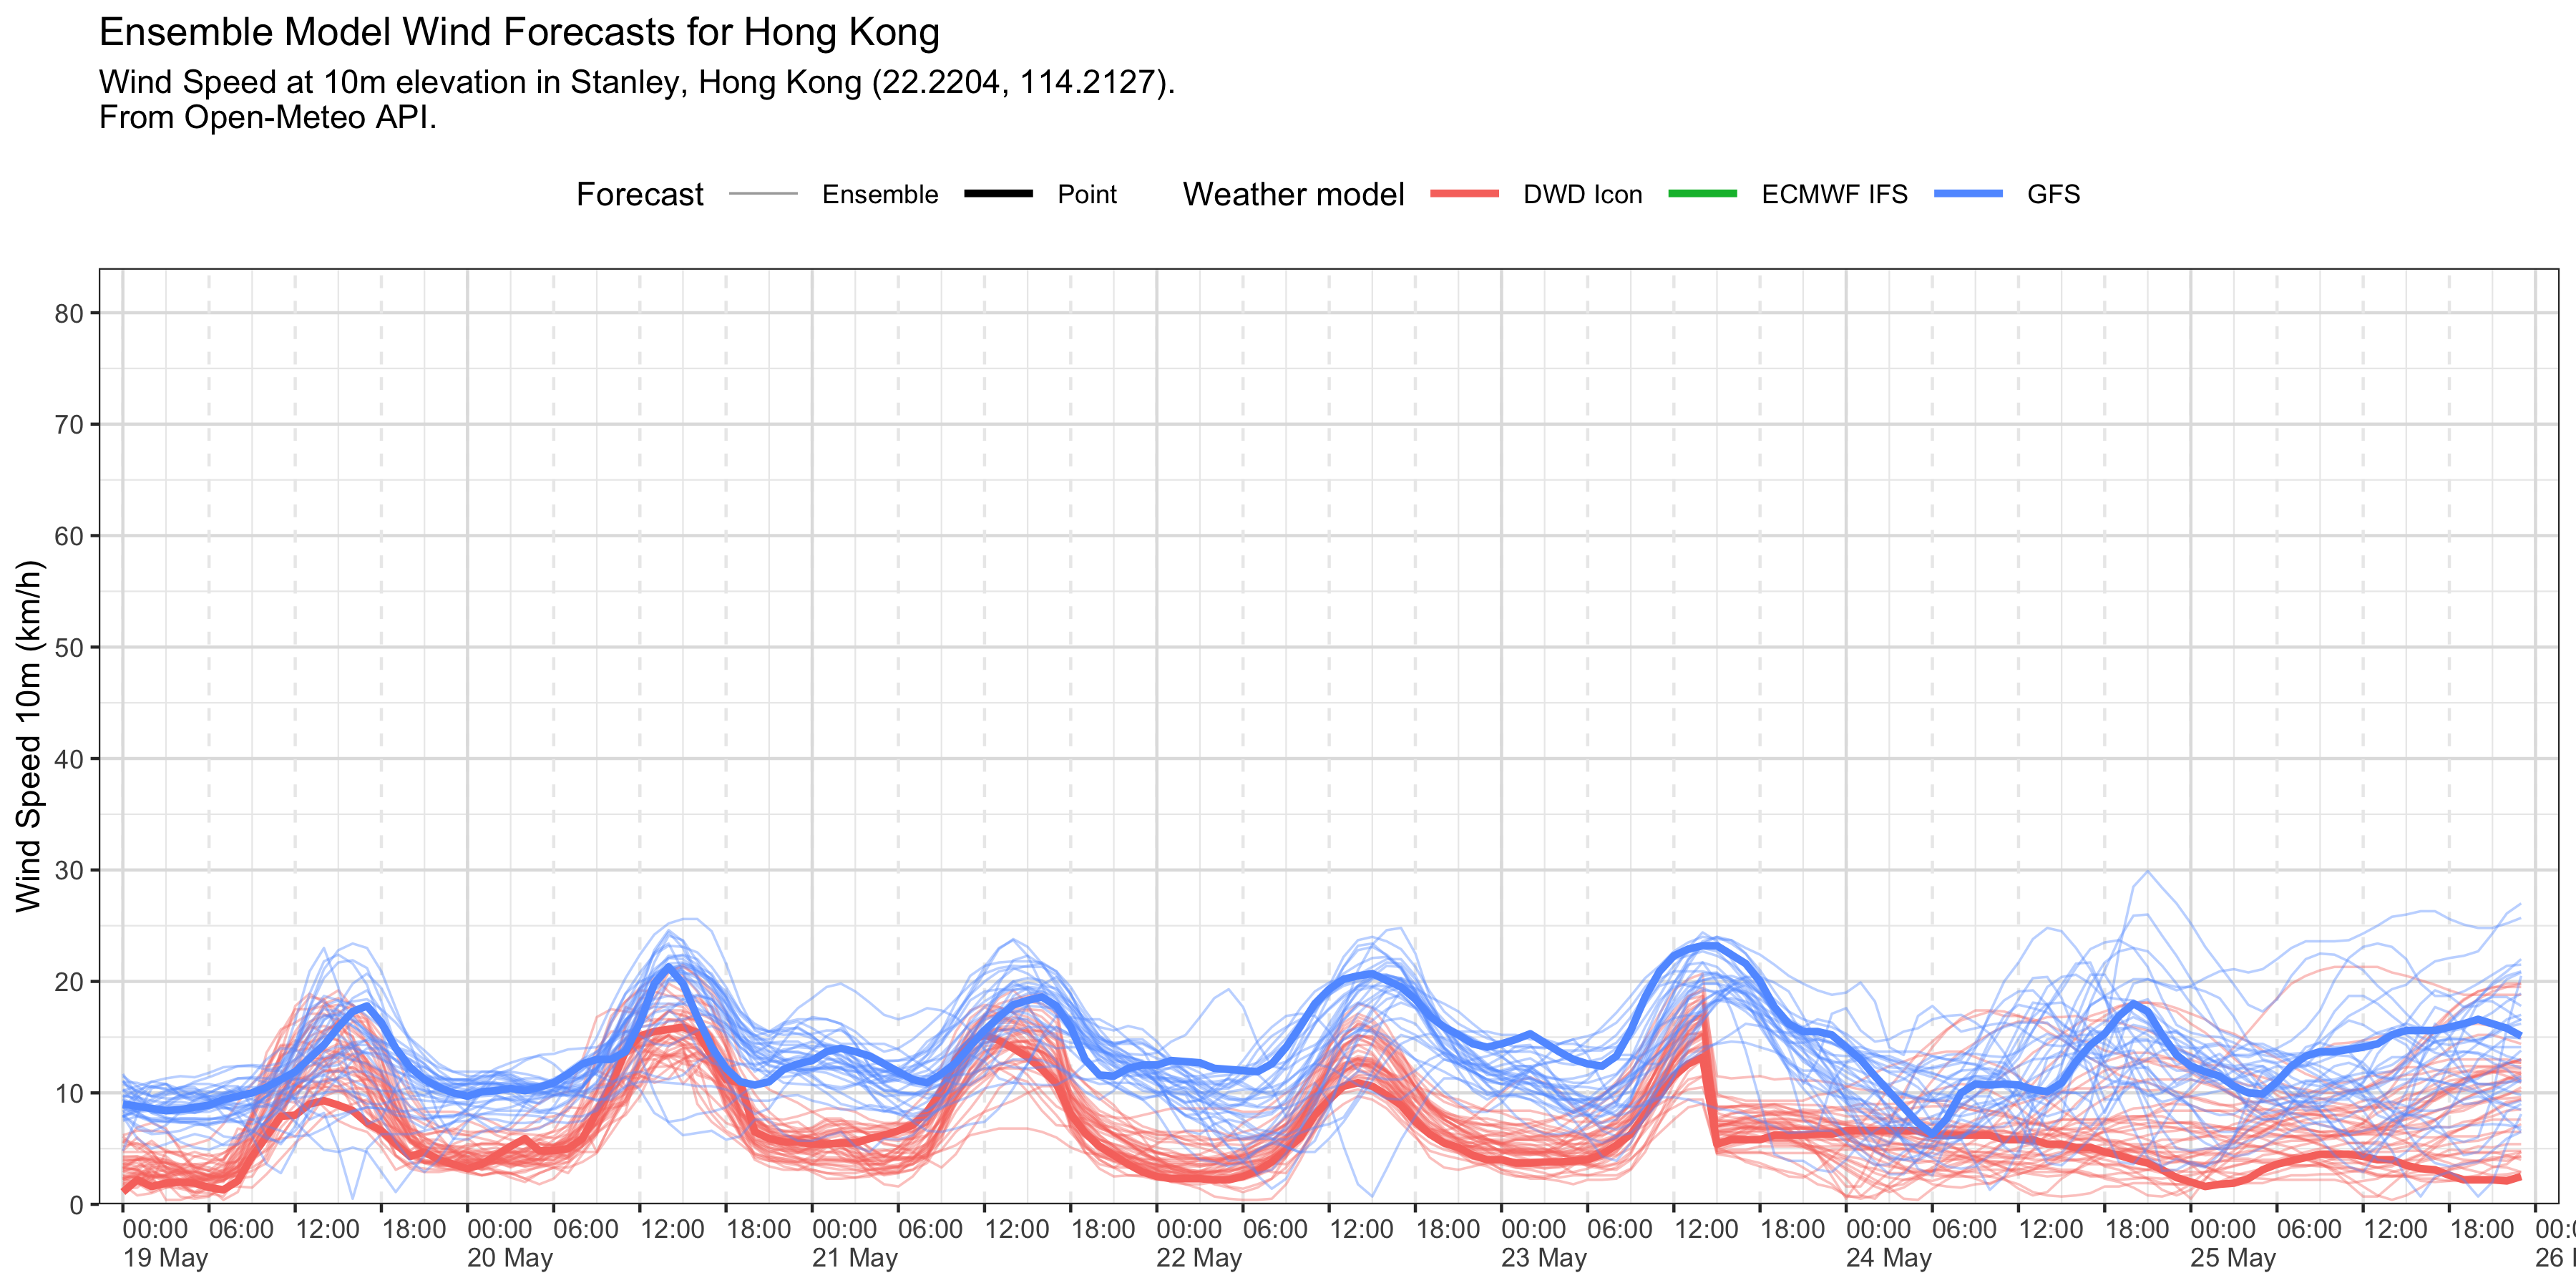 Ensemble Model Wind Forecasts for Hong Kong
Wind Speed at 10m elevation in Stanley, Hong Kong (22.2204, 114.2127).
From Open-Meteo API.
Forecast Ensemble Point Weather model DWD Icon ECMWF IFS GFS
Wind Speed 10m (km/h)
80
70
60
50
40
30
20
10
0
00:00 06:00 12:00 18:00 00:00 06:00 12:00 18:00 00:00 06:00 12:00 18:00 00:00 06:00 12:00 18:00 00:00 06:00 12:00 18:00 00:00 06:00 12:00 18:00 00:00 06:00 12:00 18:00
19 May 20 May 21 May 22 May 23 May 24 May 25 May 26